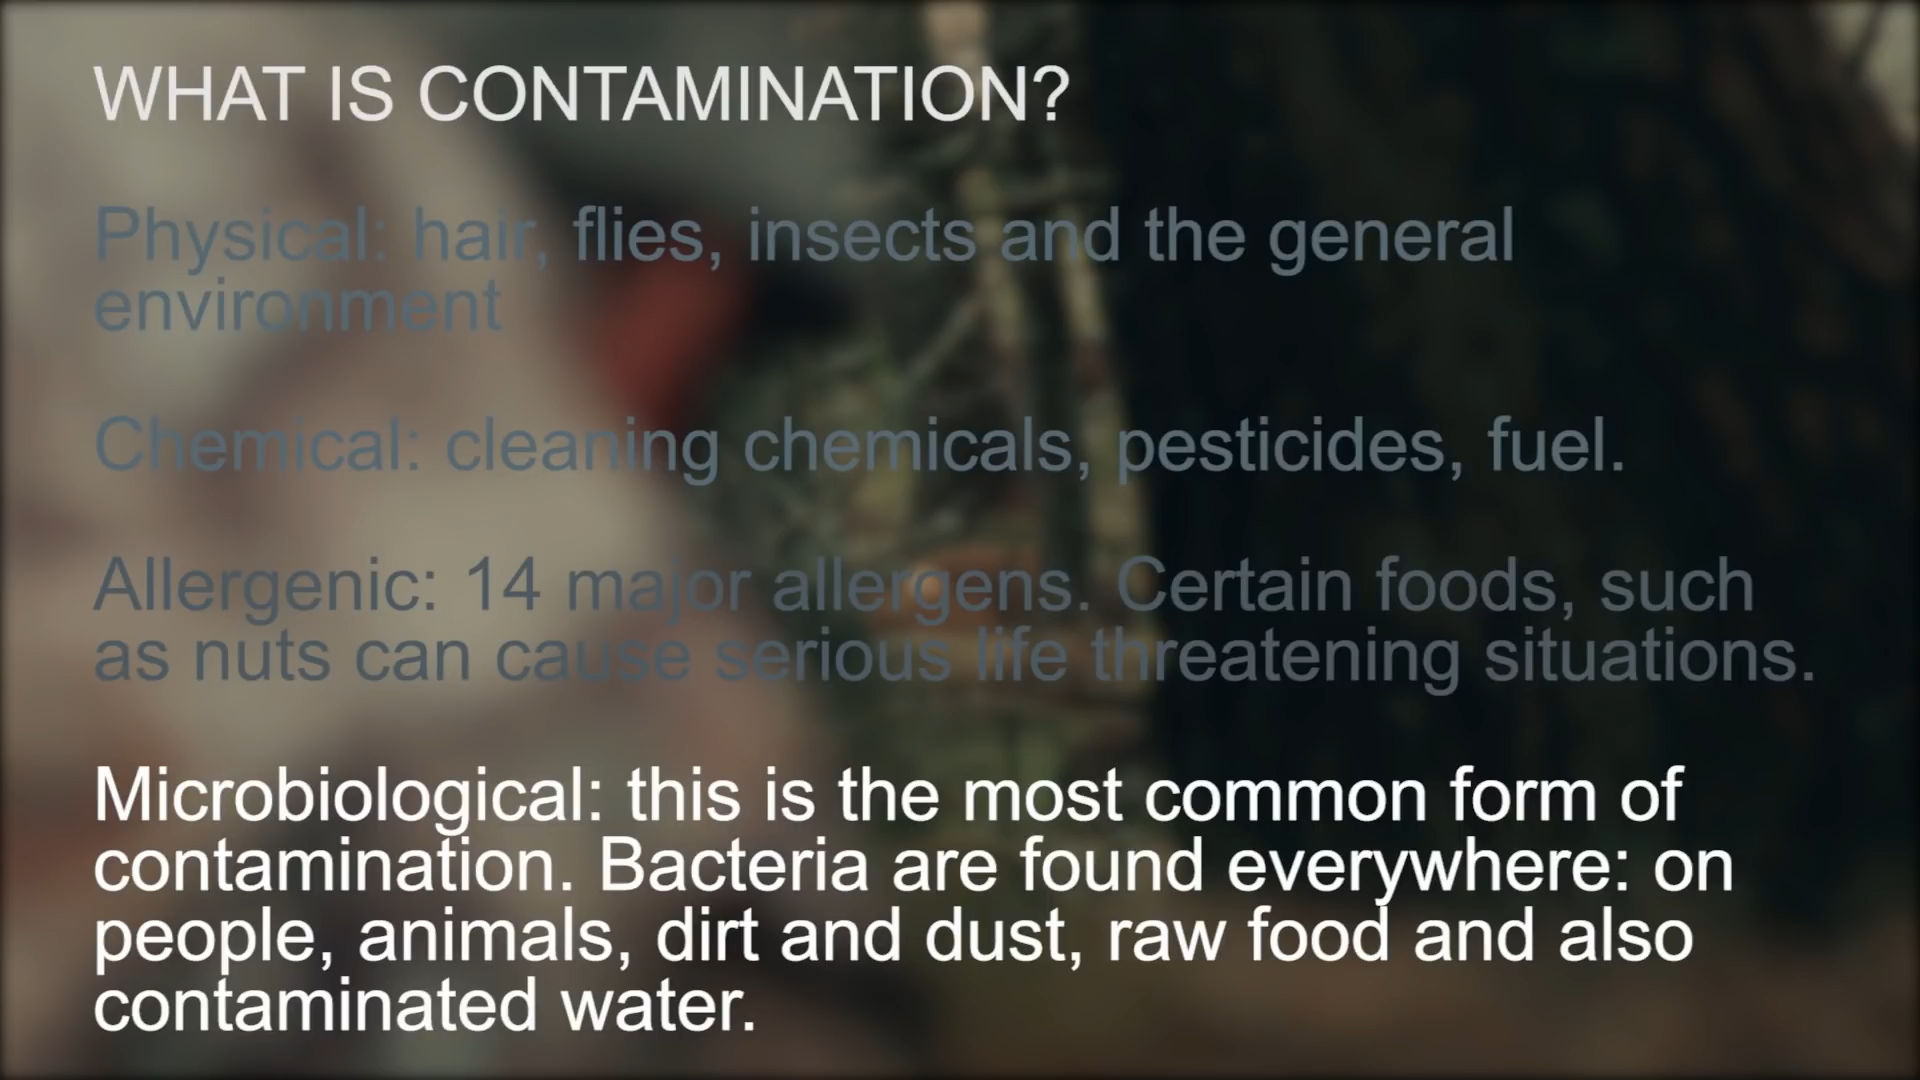 WHAT IS CONTAMINATION?
Physical: hair, flies, insects and the general
environment
Chemical: cleaning chemicals, pesticides, fuel.
Allergenic: 14 major allergens. Certain foods, such
as nuts can cause serious life threatening situations.
Microbiological: this is the most common form of
contamination. Bacteria are found everywhere: on
people, animals, dirt and dust, raw food and also
contaminated water.